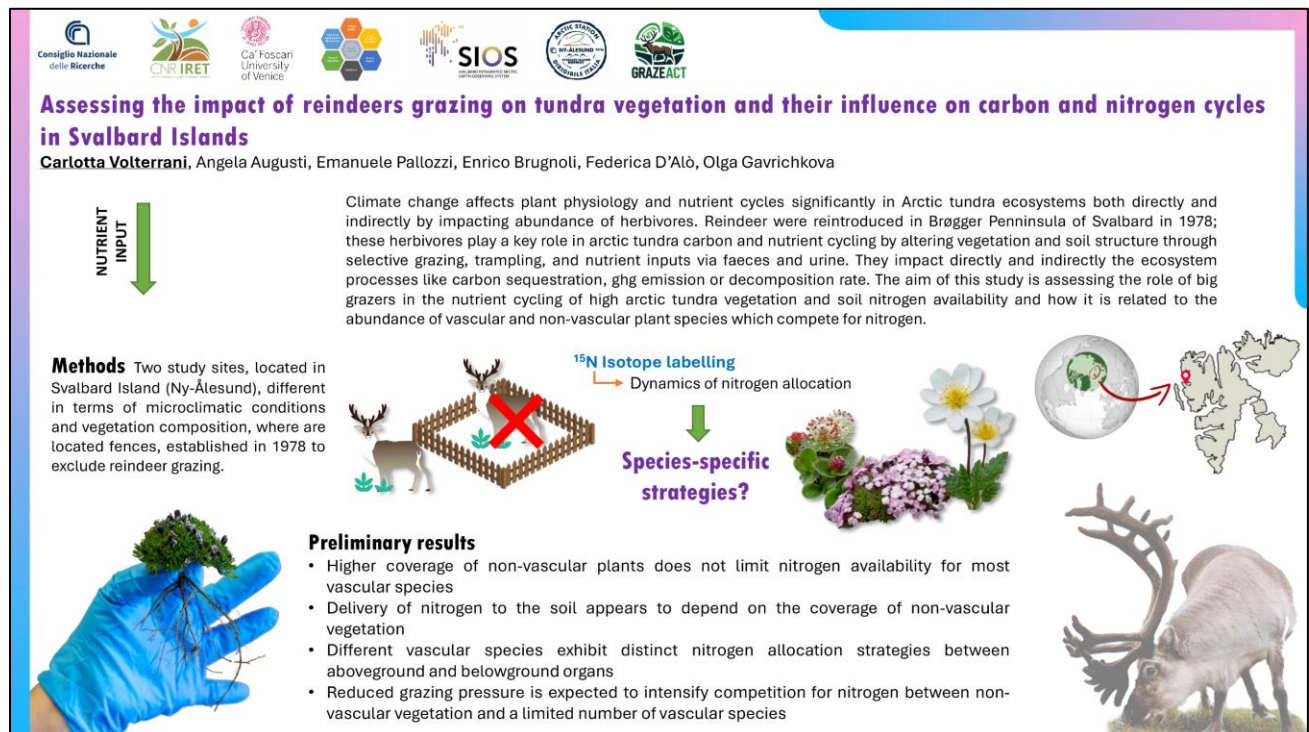 Consiglio Nazionale
delle Ricerche
CNR IRET
Ca' Foscari
University
of Venice
SIOS
SVALBARD INTEGRATED ARCTIC
EARTH OBSERVING SYSTEM
ARCTIC STATION
NY-ÅLESUND
DIRIGIBILE ITALIA
GRAZEACT
Assessing the impact of reindeers grazing on tundra vegetation and their influence on carbon and nitrogen cycles
in Svalbard Islands
Carlotta Volterrani, Angela Augusti, Emanuele Pallozzi, Enrico Brugnoli, Federica D'Alò, Olga Gavrichkova
NUTRIENT
INPUT
Climate change affects plant physiology and nutrient cycles significantly in Arctic tundra ecosystems both directly and
indirectly by impacting abundance of herbivores. Reindeer were reintroduced in Brøgger Penninsula of Svalbard in 1978;
these herbivores play a key role in arctic tundra carbon and nutrient cycling by altering vegetation and soil structure through
selective grazing, trampling, and nutrient inputs via faeces and urine. They impact directly and indirectly the ecosystem
processes like carbon sequestration, ghg emission or decomposition rate. The aim of this study is assessing the role of big
grazers in the nutrient cycling of high arctic tundra vegetation and soil nitrogen availability and how it is related to the
abundance of vascular and non-vascular plant species which compete for nitrogen.
Methods Two study sites, located in
Svalbard Island (Ny-Ålesund), different
in terms of microclimatic conditions
and vegetation composition, where are
located fences, established in 1978 to
exclude reindeer grazing.
¹⁵N Isotope labelling
Dynamics of nitrogen allocation
Species-specific
strategies?
Preliminary results
• Higher coverage of non-vascular plants does not limit nitrogen availability for most
vascular species
• Delivery of nitrogen to the soil appears to depend on the coverage of non-vascular
vegetation
• Different vascular species exhibit distinct nitrogen allocation strategies between
aboveground and belowground organs
• Reduced grazing pressure is expected to intensify competition for nitrogen between non-
vascular vegetation and a limited number of vascular species